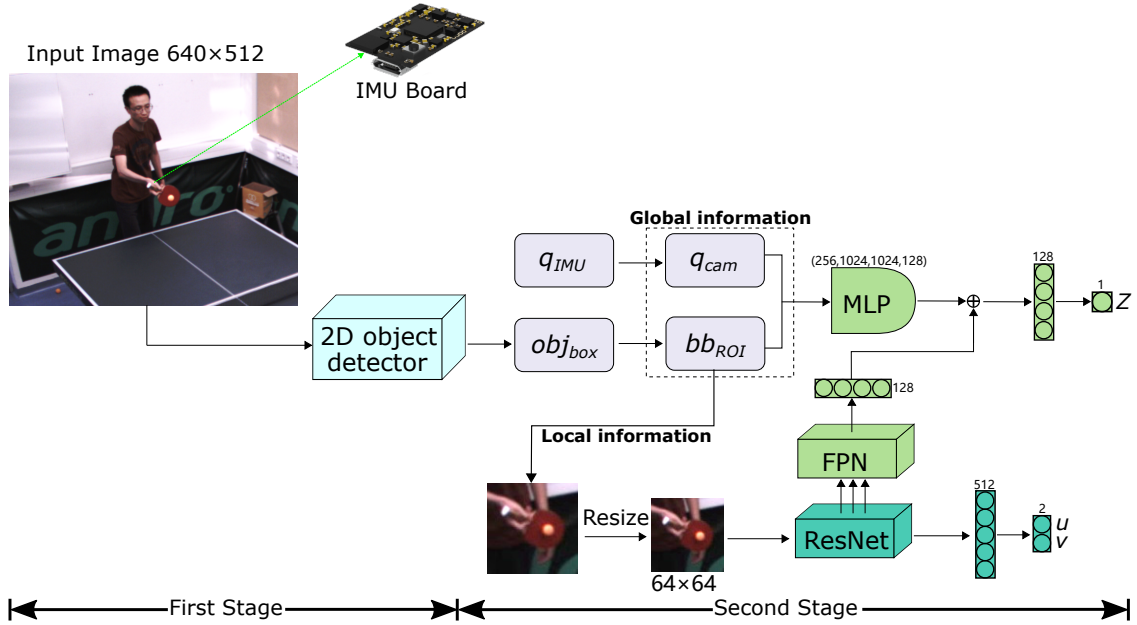 Input Image 640×512
IMU Board
Global information
q_IMU
q_cam
(256,1024,1024,128)
MLP
⊕
128
1
Z
2D object
detector
obj_box
bb_ROI
128
Local information
FPN
Resize
64×64
ResNet
512
2
u
v
First Stage
Second Stage